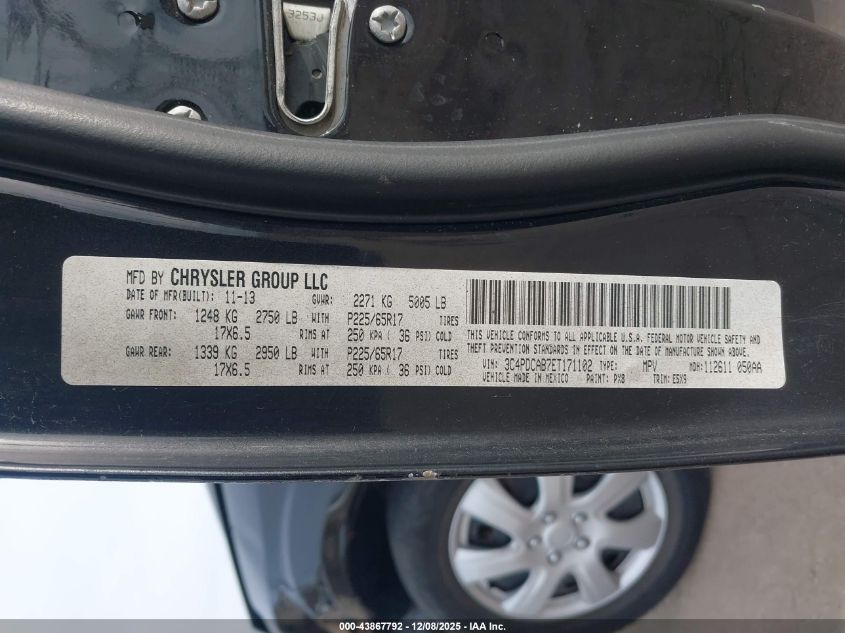 3253J
MFD BY CHRYSLER GROUP LLC
DATE OF MFR(BUILT): 11-13 GVWR: 2271 KG 5005 LB
GAWR FRONT: 1248 KG 2750 LB WITH P225/65R17 TIRES
17X6.5 RIMS AT 250 KPA ( 36 PSI) COLD
GAWR REAR: 1339 KG 2950 LB WITH P225/65R17 TIRES
17X6.5 RIMS AT 250 KPA ( 36 PSI) COLD
THIS VEHICLE CONFORMS TO ALL APPLICABLE U.S.A. FEDERAL MOTOR VEHICLE SAFETY AND
THEFT PREVENTION STANDARDS IN EFFECT ON THE DATE OF MANUFACTURE SHOWN ABOVE.
VIN: 3C4PDCAB7ET171102 TYPE: MPV MDH: 112611 050AA
VEHICLE MADE IN MEXICO PAINT: PX8 TRIM: E5X9
000-43867792 - 12/08/2025 - IAA Inc.